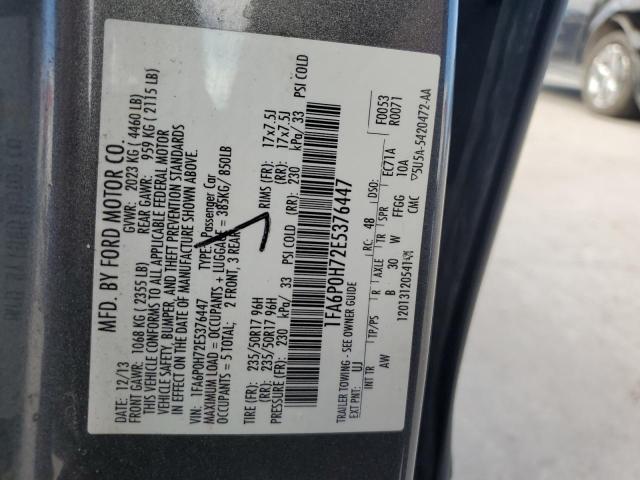 MFD. BY FORD MOTOR CO.
DATE: 12/13 GVWR: 2023 KG ( 4460 LB)
FRONT GAWR: 1068 KG ( 2355 LB) REAR GAWR: 959 KG ( 2115 LB)
THIS VEHICLE CONFORMS TO ALL APPLICABLE FEDERAL MOTOR
VEHICLE SAFETY, BUMPER, AND THEFT PREVENTION STANDARDS
IN EFFECT ON THE DATE OF MANUFACTURE SHOWN ABOVE.
VIN: 1FA6P0H72E5376447 TYPE: Passenger Car
MAXIMUM LOAD = OCCUPANTS + LUGGAGE = 385KG/ 850LB
OCCUPANTS = 5 TOTAL; 2 FRONT, 3 REAR
TIRE (FR): 235/50R17 96H RIMS (FR): 17x7.5J
(RR): 235/50R17 96H (RR): 17x7.5J
PRESSURE (FR): 230 kPa/ 33 PSI COLD (RR): 230 kPa/ 33 PSI COLD
1FA6P0H72E5376447
TRAILER TOWING - SEE OWNER GUIDE
EXT PNT: UJ RC: 48 DSO: F0053
R0071
INT TR TP/PS R AXLE TR SPR EC71A
AW B 30 W FFGG 10A
12013120541 CMC 5U5A-5420472-AA